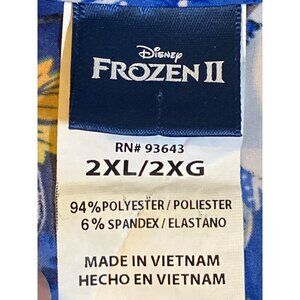 Disney
FROZEN II
RN# 93643
2XL/2XG
94% POLYESTER / POLIESTER
6% SPANDEX / ELASTANO
MADE IN VIETNAM
HECHO EN VIETNAM